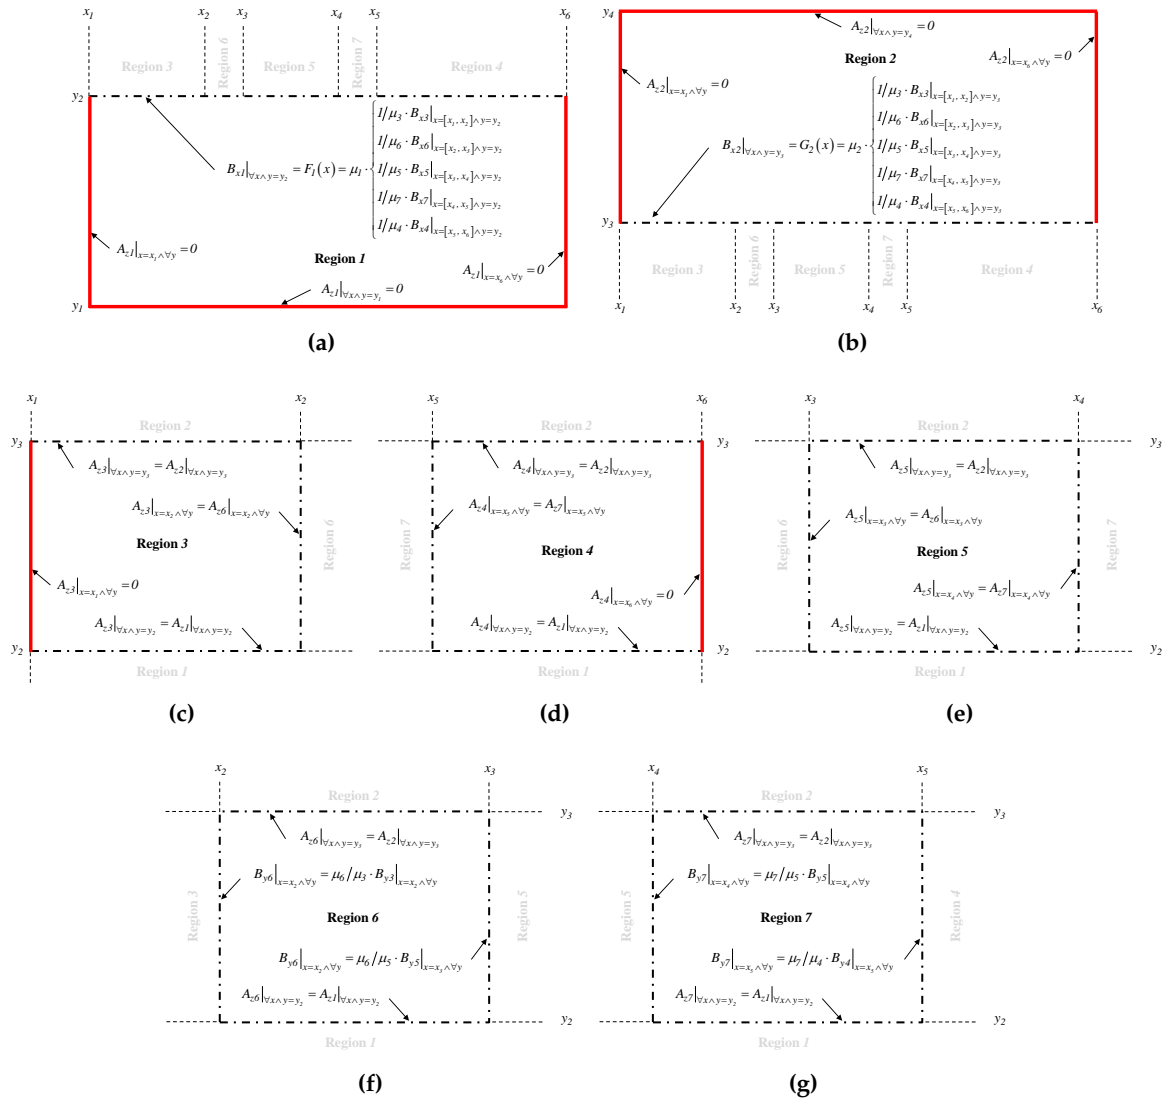 x1 x2 x3 x4 x5 x6
Region 3 Region 6 Region 5 Region 7 Region 4
y2
Bx1|∀x∧y=y2 = F1(x) = μ1 · { 1/μ3 · Bx3|x=[x1, x2]∧y=y2
1/μ6 · Bx6|x=[x2, x3]∧y=y2
1/μ5 · Bx5|x=[x3, x4]∧y=y2
1/μ7 · Bx7|x=[x4, x5]∧y=y2
1/μ4 · Bx4|x=[x5, x6]∧y=y2
Az1|x=x1∧∀y = 0
Region 1
Az1|x=x6∧∀y = 0
Az1|∀x∧y=y1 = 0
y1
(a)
y4
Az2|∀x∧y=y4 = 0
Region 2
Az2|x=x6∧∀y = 0
Az2|x=x1∧∀y = 0
Bx2|∀x∧y=y3 = G2(x) = μ2 · { 1/μ3 · Bx3|x=[x1, x2]∧y=y3
1/μ6 · Bx6|x=[x2, x3]∧y=y3
1/μ5 · Bx5|x=[x3, x4]∧y=y3
1/μ7 · Bx7|x=[x4, x5]∧y=y3
1/μ4 · Bx4|x=[x5, x6]∧y=y3
y3
Region 3 Region 6 Region 5 Region 7 Region 4
x1 x2 x3 x4 x5 x6
(b)
x1 x2
Region 2
y3
Az3|∀x∧y=y3 = Az2|∀x∧y=y3
Az3|x=x2∧∀y = Az6|x=x2∧∀y
Region 3
Region 6
Az3|x=x1∧∀y = 0
Az3|∀x∧y=y2 = Az1|∀x∧y=y2
y2
Region 1
(c)
x5 x6
Region 2
y3
Az4|∀x∧y=y3 = Az2|∀x∧y=y3
Az4|x=x5∧∀y = Az7|x=x5∧∀y
Region 7
Region 4
Az4|x=x6∧∀y = 0
Az4|∀x∧y=y2 = Az1|∀x∧y=y2
y2
Region 1
(d)
x3 x4
Region 2
y3
Az5|∀x∧y=y3 = Az2|∀x∧y=y3
Az5|x=x3∧∀y = Az6|x=x3∧∀y
Region 6
Region 5
Region 7
Az5|x=x4∧∀y = Az7|x=x4∧∀y
Az5|∀x∧y=y2 = Az1|∀x∧y=y2
y2
Region 1
(e)
x2 x3
Region 2
y3
Az6|∀x∧y=y3 = Az2|∀x∧y=y3
By6|x=x2∧∀y = μ6/μ3 · By3|x=x2∧∀y
Region 3
Region 6
Region 5
By6|x=x3∧∀y = μ6/μ5 · By5|x=x3∧∀y
Az6|∀x∧y=y2 = Az1|∀x∧y=y2
y2
Region 1
(f)
x4 x5
Region 2
y3
Az7|∀x∧y=y3 = Az2|∀x∧y=y3
By7|x=x4∧∀y = μ7/μ5 · By5|x=x4∧∀y
Region 5
Region 7
Region 4
By7|x=x5∧∀y = μ7/μ4 · By4|x=x5∧∀y
Az7|∀x∧y=y2 = Az1|∀x∧y=y2
y2
Region 1
(g)